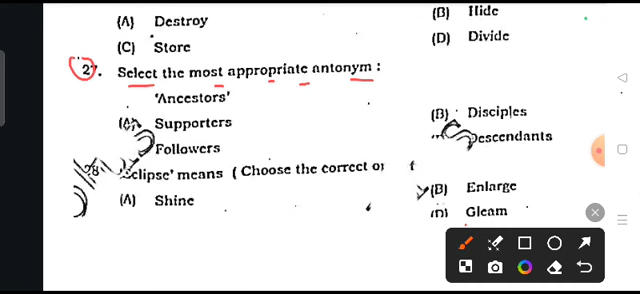 (A) Destroy (B) Hide
(C) Store (D) Divide
27. Select the most appropriate antonym :
'Ancestors'
(A) Supporters (B) Disciples
Followers Descendants
28. means ( Choose the correct
(A) Shine (B) Enlarge
(D) Gleam